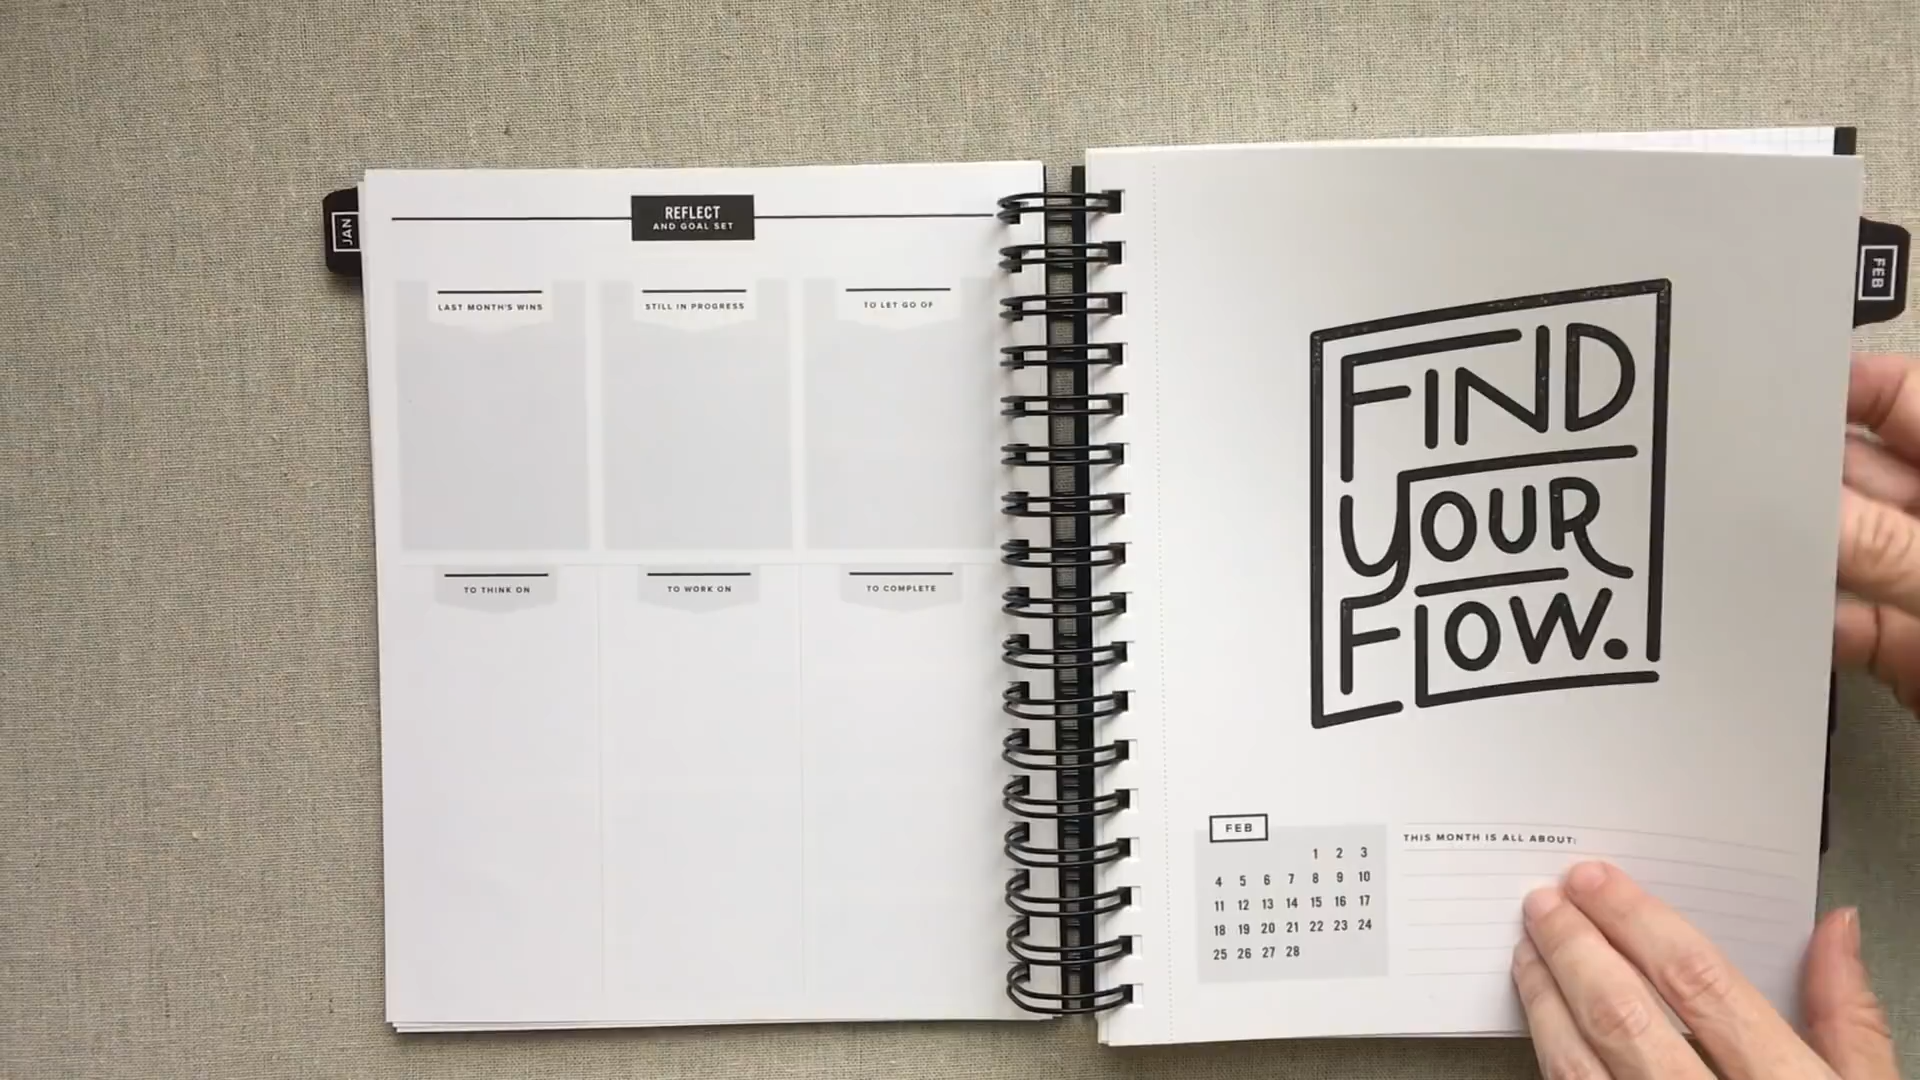 JAN
REFLECT
AND GOAL SET
LAST MONTH'S WINS
STILL IN PROGRESS
TO LET GO OF
TO THINK ON
TO WORK ON
TO COMPLETE
FEB
FIND
YOUR
FLOW.
FEB
1 2 3
4 5 6 7 8 9 10
11 12 13 14 15 16 17
18 19 20 21 22 23 24
25 26 27 28
THIS MONTH IS ALL ABOUT: